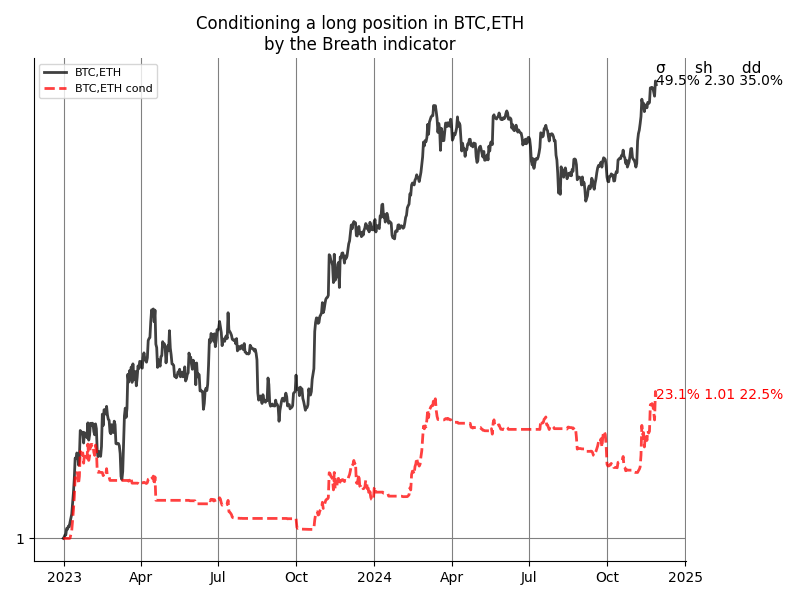 Conditioning a long position in BTC,ETH
by the Breath indicator
σ sh dd
49.5% 2.30 35.0%
BTC,ETH
BTC,ETH cond
23.1% 1.01 22.5%
1
2023 Apr Jul Oct 2024 Apr Jul Oct 2025